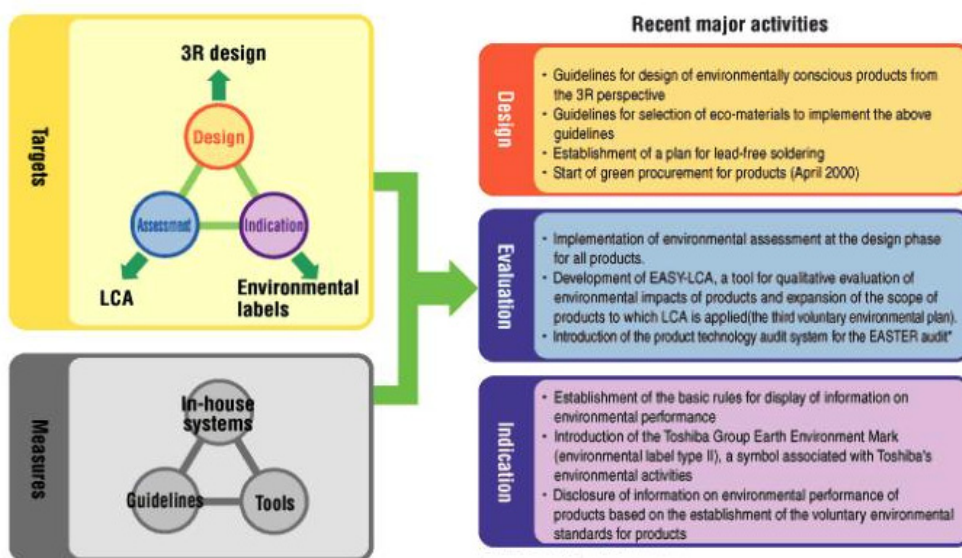 Targets
3R design
Design
Assessment
Indication
LCA
Environmental
labels
Measures
In-house
systems
Guidelines
Tools
Recent major activities
Design
• Guidelines for design of environmentally conscious products from
the 3R perspective
• Guidelines for selection of eco-materials to implement the above
guidelines
• Establishment of a plan for lead-free soldering
• Start of green procurement for products (April 2000)
Evaluation
• Implementation of environmental assessment at the design phase
for all products.
• Development of EASY-LCA, a tool for qualitative evaluation of
environmental impacts of products and expansion of the scope of
products to which LCA is applied(the third voluntary environmental plan).
• Introduction of the product technology audit system for the EASTER audit*
Indication
• Establishment of the basic rules for display of information on
environmental performance
• Introduction of the Toshiba Group Earth Environment Mark
(environmental label type II), a symbol associated with Toshiba's
environmental activities
• Disclosure of information on environmental performance of
products based on the establishment of the voluntary environmental
standards for products